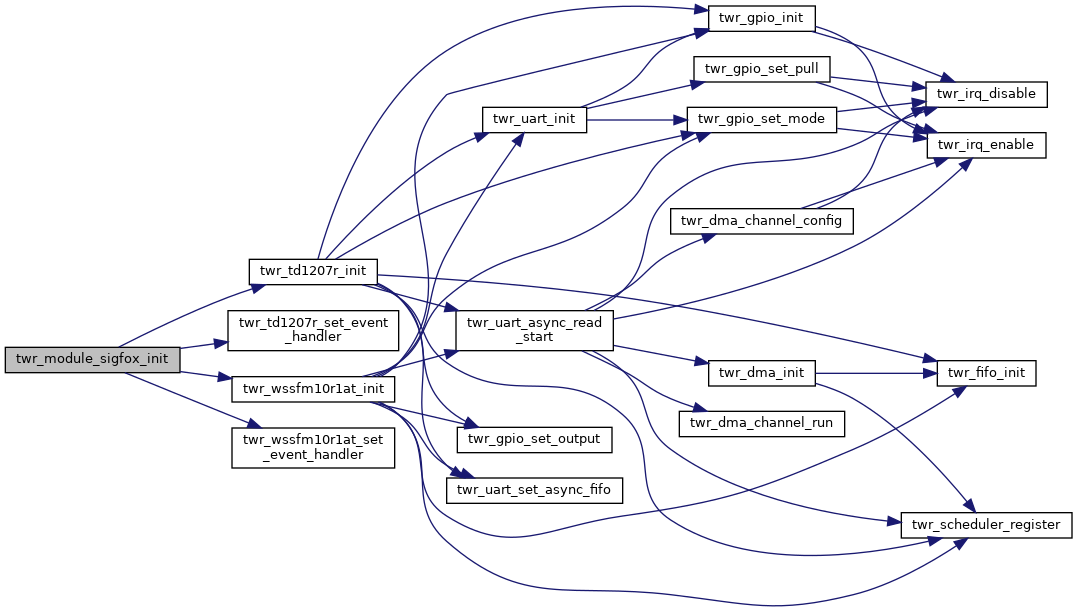 twr_module_sigfox_init
twr_td1207r_init
twr_td1207r_set_event
_handler
twr_wssfm10r1at_init
twr_wssfm10r1at_set
_event_handler
twr_uart_init
twr_uart_async_read
_start
twr_gpio_set_output
twr_uart_set_async_fifo
twr_gpio_init
twr_gpio_set_pull
twr_gpio_set_mode
twr_dma_channel_config
twr_dma_init
twr_dma_channel_run
twr_irq_disable
twr_irq_enable
twr_fifo_init
twr_scheduler_register